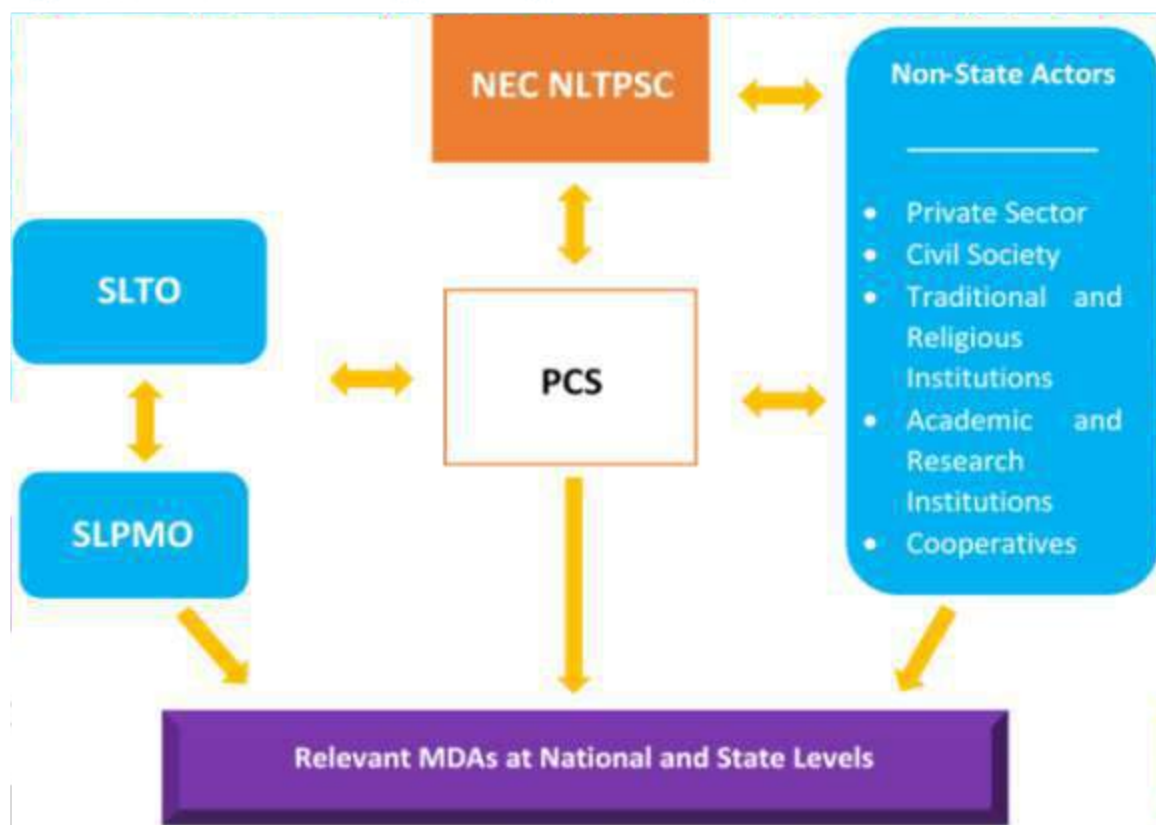 NEC NLTPSC
Non-State Actors
• Private Sector
• Civil Society
• Traditional and
Religious
Institutions
• Academic and
Research
Institutions
• Cooperatives
SLTO
PCS
SLPMO
Relevant MDAs at National and State Levels